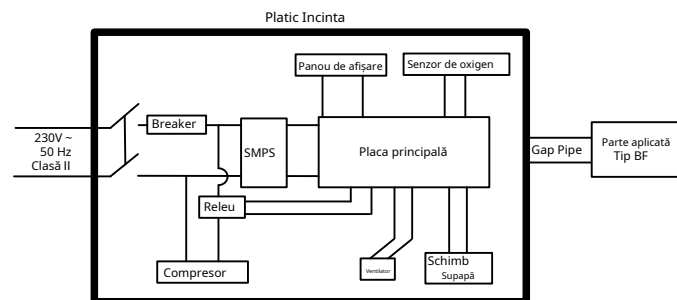 Platic Incinta
Panou de afișare
Senzor de oxigen
Breaker
230V ~
50 Hz
Clasă II
SMPS
Placa principală
Gap Pipe
Parte aplicată
Tip BF
Releu
Compresor
Ventilator
Schimb
Supapă